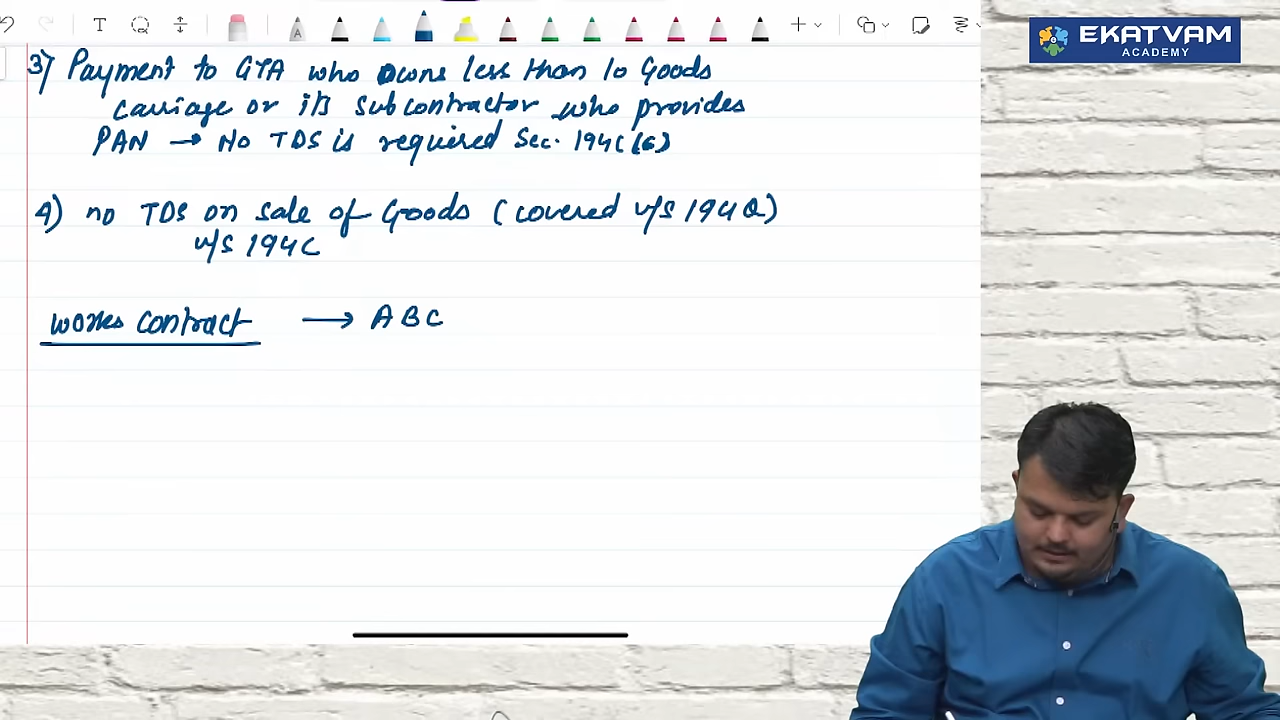 EKATVAM
ACADEMY
3) Payment to GTA who owns less than 10 Goods
carriage or its subcontractor who provides
PAN → No TDS is required Sec. 194C(6)
4) no TDS on sale of Goods (covered u/s 194Q)
u/s 194C
works contract → ABC